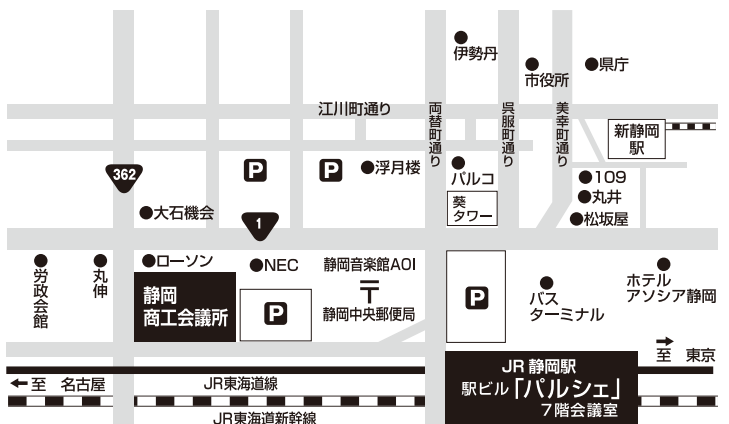 伊勢丹
市役所
県庁
江川町通り
両替町通り
呉服町通り
美幸町通り
新静岡
駅
362
P
P
浮月楼
パルコ
109
丸井
大石機会
1
葵
タワー
松坂屋
労政会館
丸伸
ローソン
NEC
静岡音楽館AOI
静岡
商工会議所
P
〒
静岡中央郵便局
P
バス
ターミナル
ホテル
アソシア静岡
至 東京
JR 静岡駅
駅ビル「パルシェ」
7階会議室
至 名古屋
JR東海道線
JR東海道新幹線